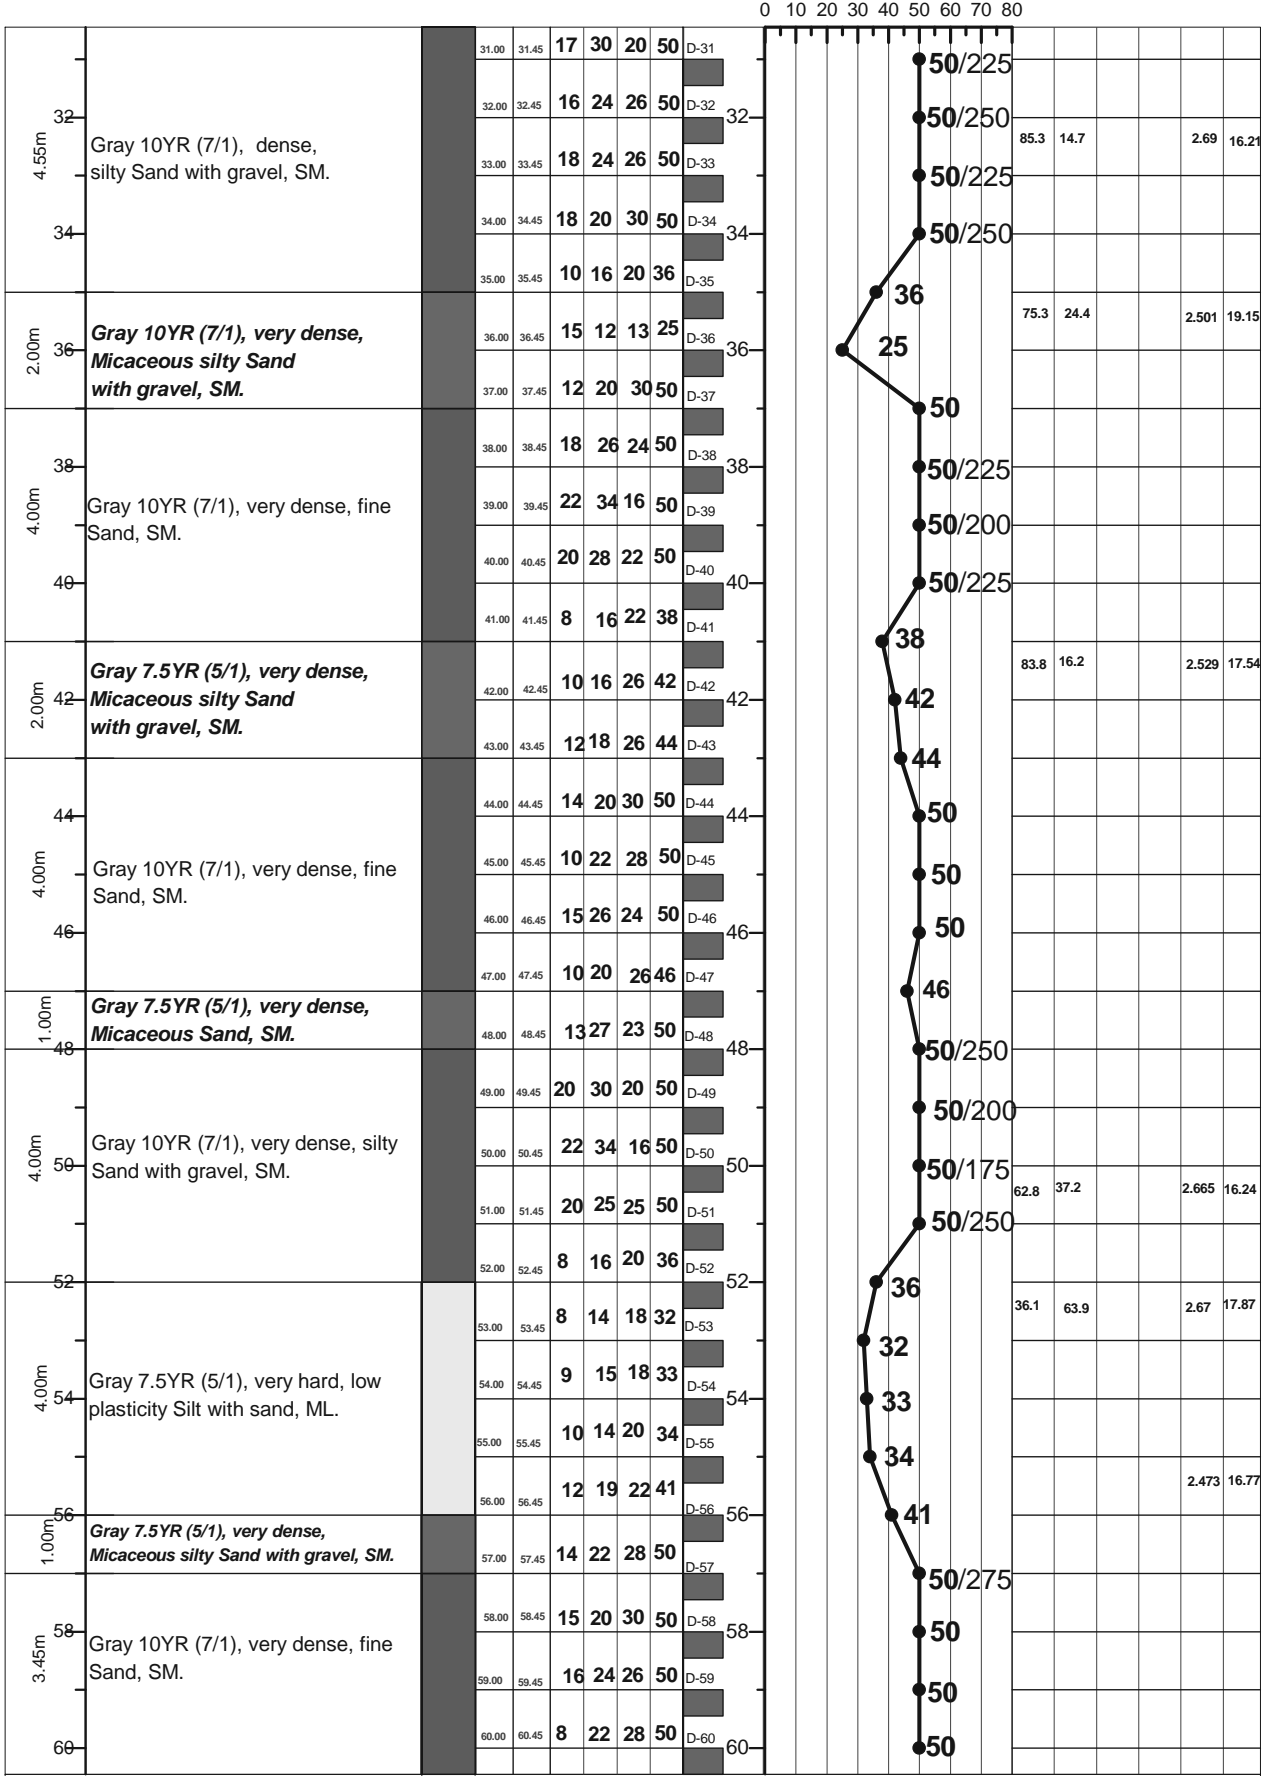 0 10 20 30 40 50 60 70 80
31.00 31.45 17 30 20 50 D-31
50/225
32.00 32.45 16 24 26 50 D-32
32 32 50/250
4.55m
Gray 10YR (7/1), dense,
silty Sand with gravel, SM.
85.3 14.7 2.69 16.21
33.00 33.45 18 24 26 50 D-33
50/225
34.00 34.45 18 20 30 50 D-34
34 34 50/250
35.00 35.45 10 16 20 36 D-35
36
75.3 24.4 2.501 19.15
2.00m
Gray 10YR (7/1), very dense,
Micaceous silty Sand
with gravel, SM.
36.00 36.45 15 12 13 25 D-36
36 36 25
37.00 37.45 12 20 30 50 D-37
50
38.00 38.45 18 26 24 50 D-38
38 38 50/225
4.00m
Gray 10YR (7/1), very dense, fine
Sand, SM.
39.00 39.45 22 34 16 50 D-39
50/200
40.00 40.45 20 28 22 50 D-40
40 40 50/225
41.00 41.45 8 16 22 38 D-41
38
83.8 16.2 2.529 17.54
2.00m
Gray 7.5YR (5/1), very dense,
Micaceous silty Sand
with gravel, SM.
42.00 42.45 10 16 26 42 D-42
42 42 42
43.00 43.45 12 18 26 44 D-43
44
44.00 44.45 14 20 30 50 D-44
44 44 50
4.00m
Gray 10YR (7/1), very dense, fine
Sand, SM.
45.00 45.45 10 22 28 50 D-45
50
46.00 46.45 15 26 24 50 D-46
46 46 50
47.00 47.45 10 20 26 46 D-47
46
1.00m
Gray 7.5YR (5/1), very dense,
Micaceous Sand, SM.
48.00 48.45 13 27 23 50 D-48
48 48 50/250
49.00 49.45 20 30 20 50 D-49
50/200
4.00m
Gray 10YR (7/1), very dense, silty
Sand with gravel, SM.
50.00 50.45 22 34 16 50 D-50
50 50 50/175
62.8 37.2 2.665 16.24
51.00 51.45 20 25 25 50 D-51
50/250
52.00 52.45 8 16 20 36 D-52
52 52 36
36.1 63.9 2.67 17.87
53.00 53.45 8 14 18 32 D-53
32
4.00m
Gray 7.5YR (5/1), very hard, low
plasticity Silt with sand, ML.
54.00 54.45 9 15 18 33 D-54
54 54 33
55.00 55.45 10 14 20 34 D-55
34
2.473 16.77
56.00 56.45 12 19 22 41 D-56
56 56 41
1.00m
Gray 7.5YR (5/1), very dense,
Micaceous silty Sand with gravel, SM.
57.00 57.45 14 22 28 50 D-57
50/275
58.00 58.45 15 20 30 50 D-58
58 58 50
3.45m
Gray 10YR (7/1), very dense, fine
Sand, SM.
59.00 59.45 16 24 26 50 D-59
50
60.00 60.45 8 22 28 50 D-60
60 60 50